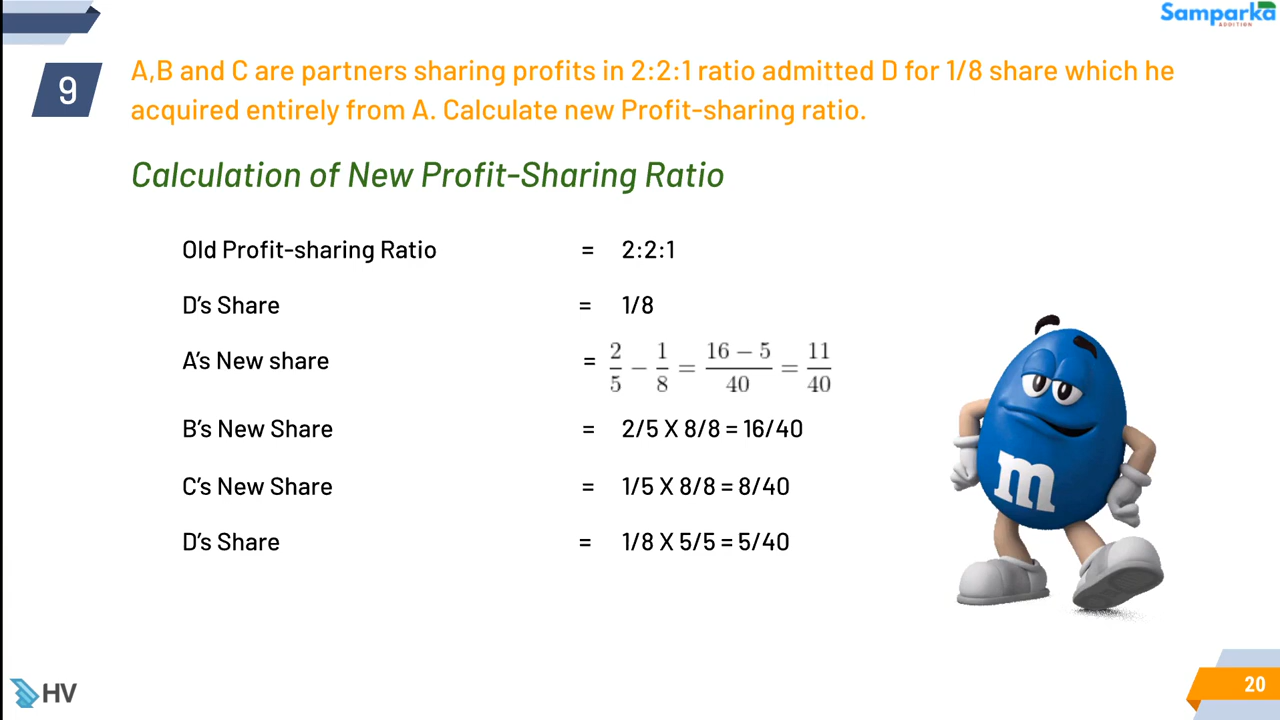 Samparka
ADDITION
9
A,B and C are partners sharing profits in 2:2:1 ratio admitted D for 1/8 share which he
acquired entirely from A. Calculate new Profit-sharing ratio.
Calculation of New Profit-Sharing Ratio
Old Profit-sharing Ratio = 2:2:1
D’s Share = 1/8
A’s New share = 2/5 − 1/8 = (16 − 5)/40 = 11/40
B’s New Share = 2/5 X 8/8 = 16/40
C’s New Share = 1/5 X 8/8 = 8/40
D’s Share = 1/8 X 5/5 = 5/40
m
HV
20